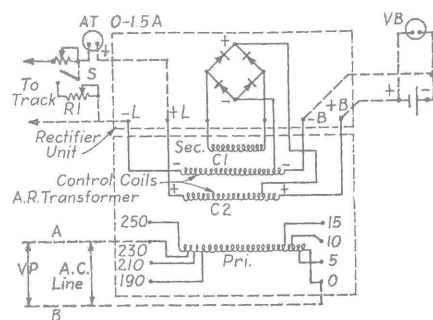 AT 0-1.5A
VB
+
S
To
Track
R1
+
-
+
-
-L
+L
-B
+B
Rectifier
Unit
Sec.
C1
-
-
Control Coils
A.R. Transformer
+
+
C2
250
15
A
230
10
VP
A.C.
Line
210
Pri.
5
190
0
B